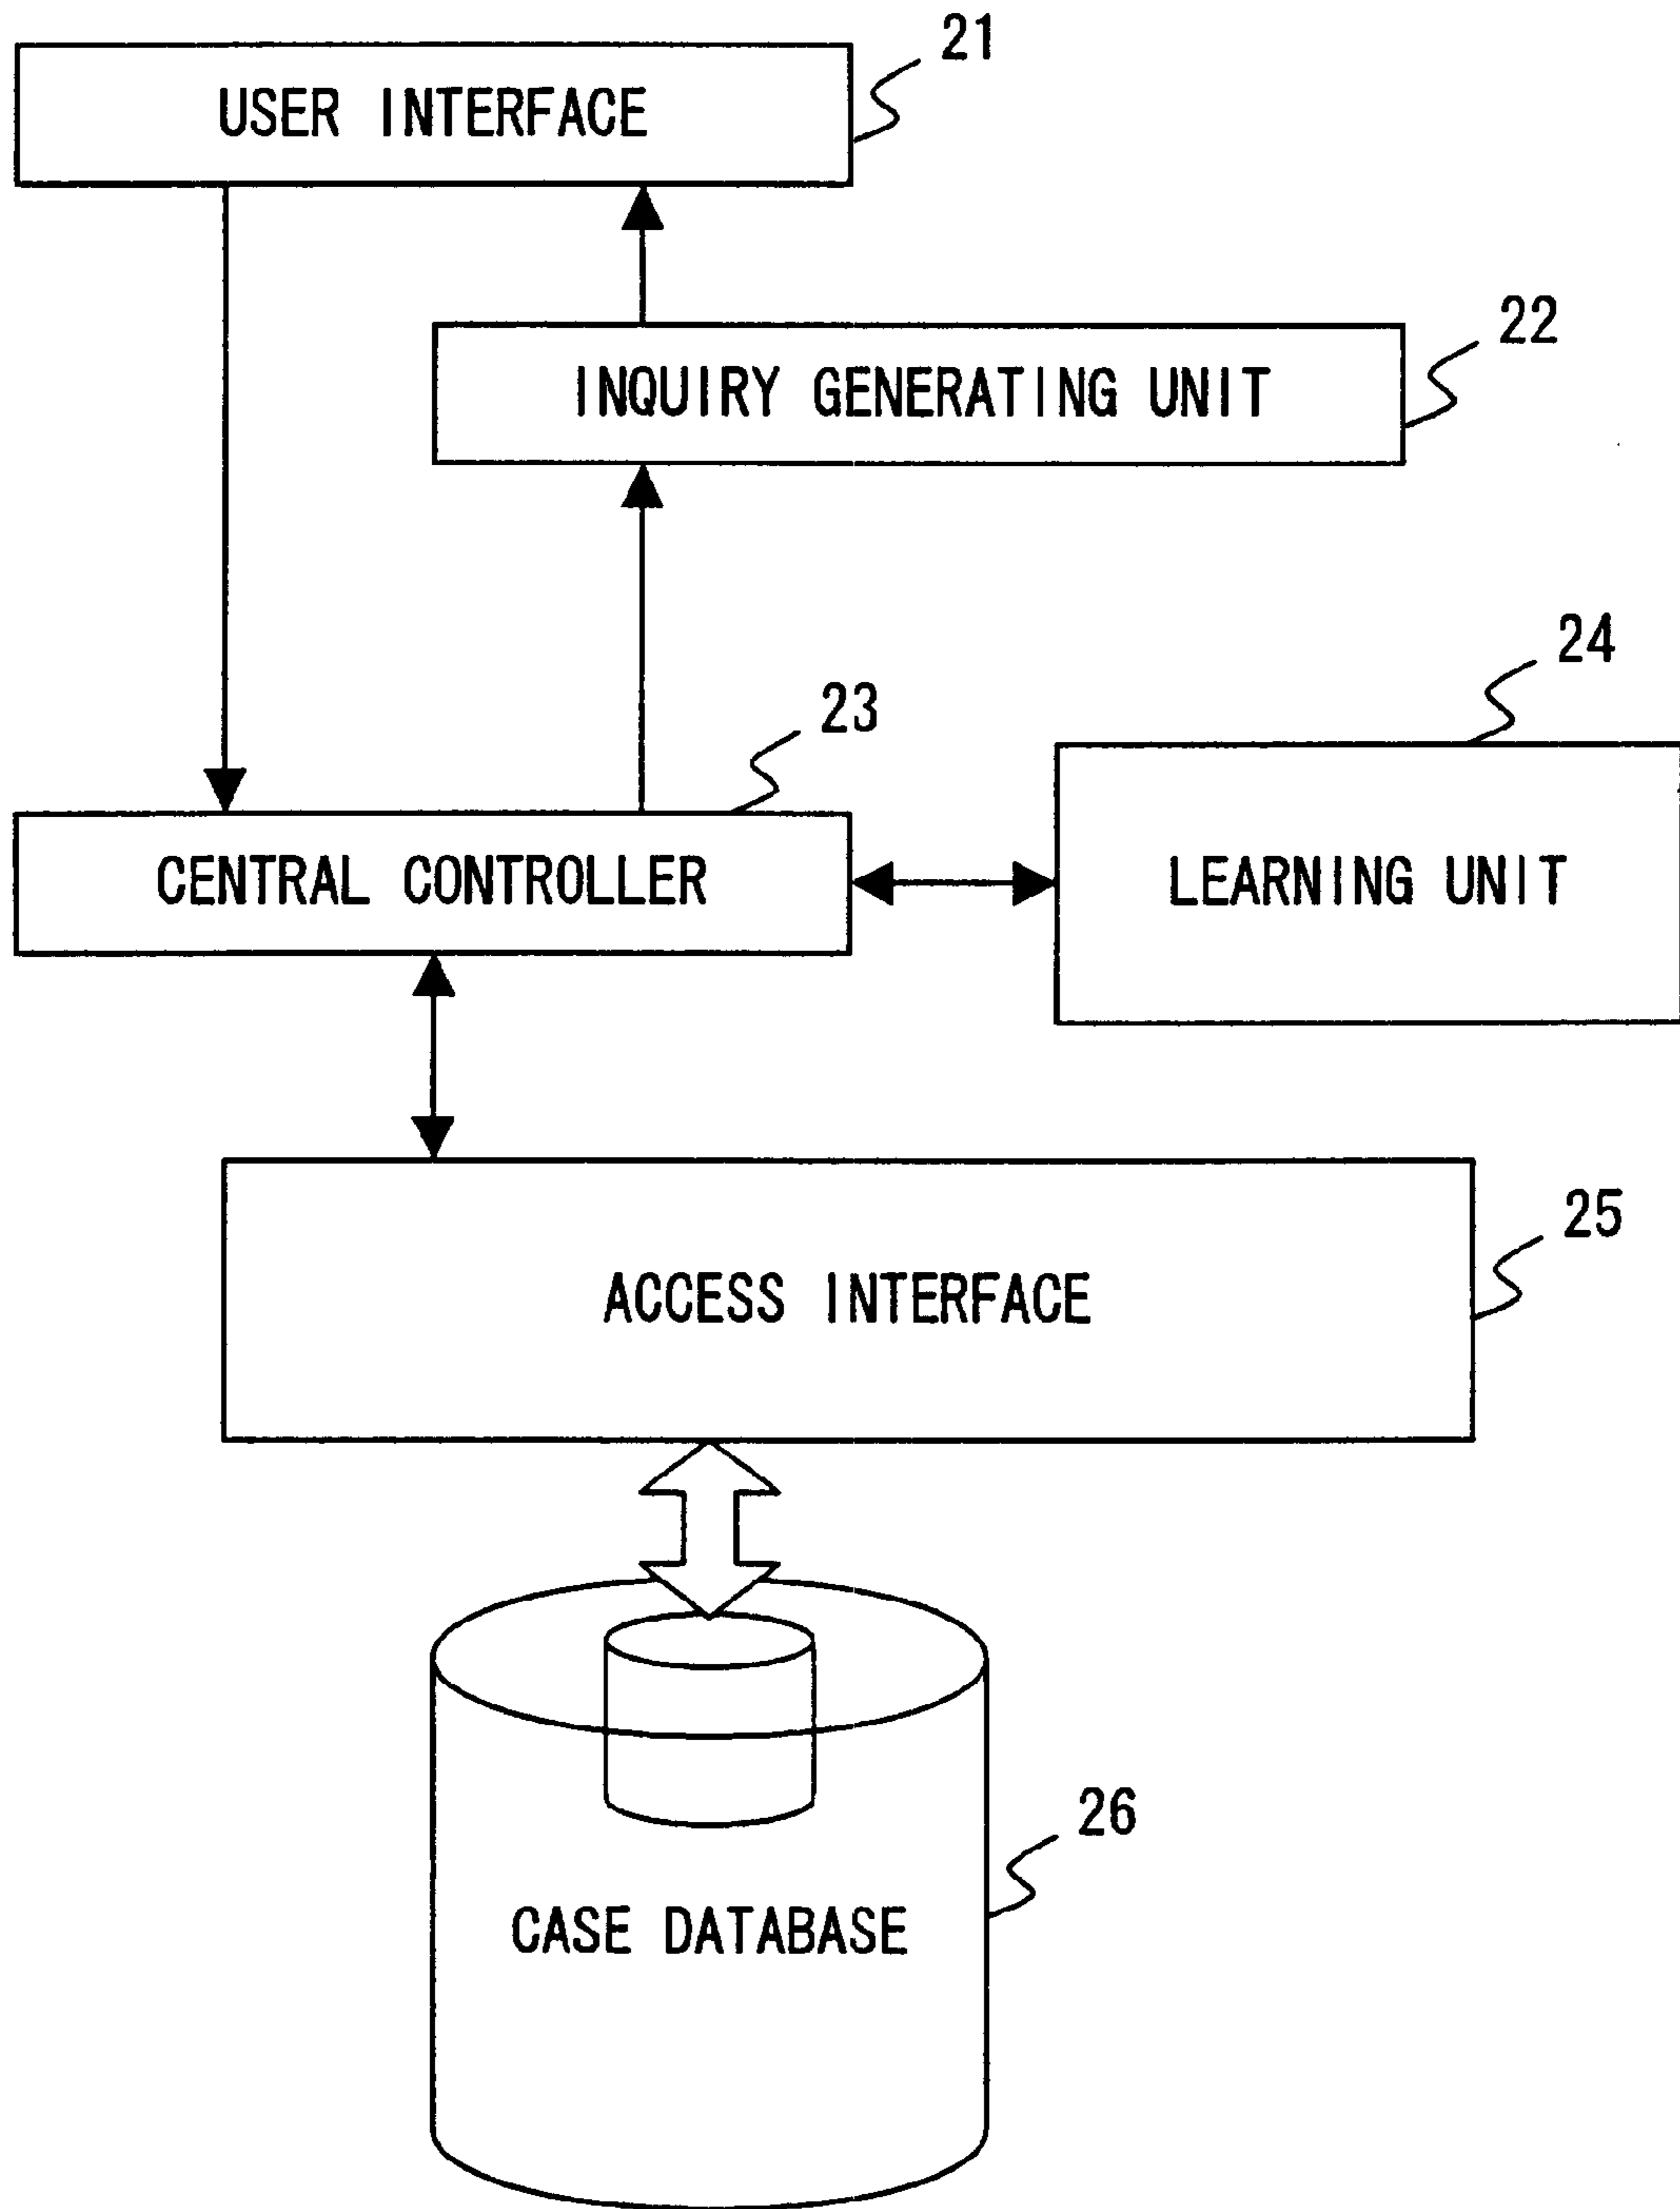 21
USER INTERFACE
22
INQUIRY GENERATING UNIT
24
23
CENTRAL CONTROLLER
LEARNING UNIT
25
ACCESS INTERFACE
26
CASE DATABASE